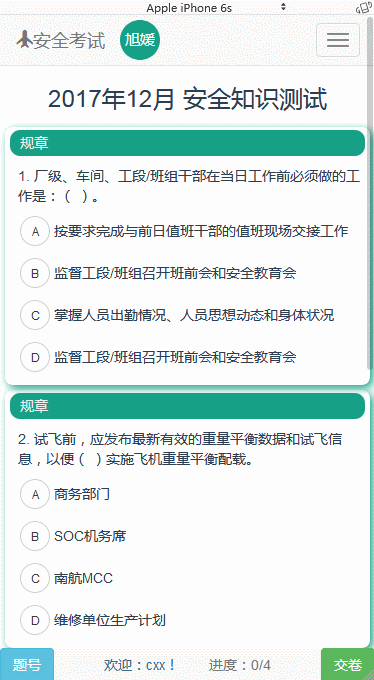 Apple iPhone 6s
安全考试 旭媛
2017年12月 安全知识测试
规章
1. 厂级、车间、工段/班组干部在当日工作前必须做的工
作是：（ ）。
A 按要求完成与前日值班干部的值班现场交接工作
B 监督工段/班组召开班前会和安全教育会
C 掌握人员出勤情况、人员思想动态和身体状况
D 监督工段/班组召开班前会和安全教育会
规章
2. 试飞前，应发布最新有效的重量平衡数据和试飞信
息，以便（ ）实施飞机重量平衡配载。
A 商务部门
B SOC机务席
C 南航MCC
D 维修单位生产计划
题号 欢迎：cxx！ 进度：0/4 交卷